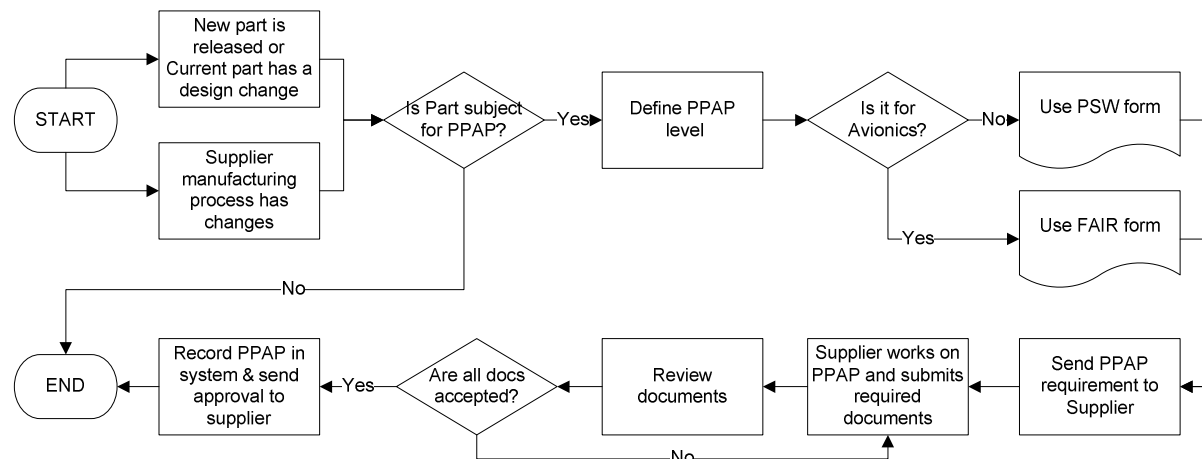 START
New part is
released or
Current part has a
design change
Supplier
manufacturing
process has
changes
Is Part subject
for PPAP?
Yes
No
Define PPAP
level
Is it for
Avionics?
No
Yes
Use PSW form
Use FAIR form
Send PPAP
requirement to
Supplier
Supplier works on
PPAP and submits
required
documents
Review
documents
Are all docs
accepted?
Yes
No
Record PPAP in
system & send
approval to
supplier
END